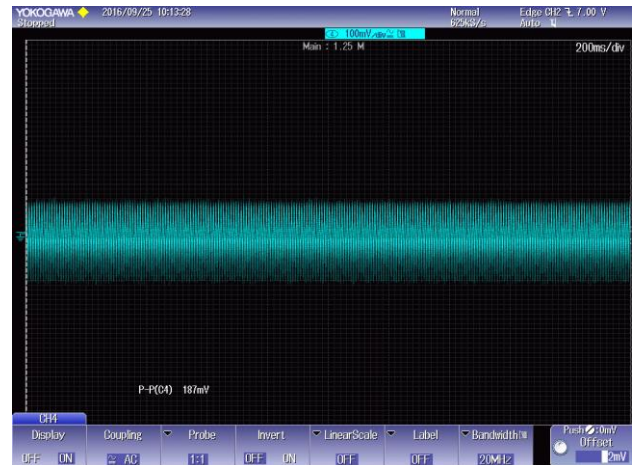 YOKOGAWA 2016/09/25 10:13:28 Normal Edge CH2 7.00 V
Stopped 625kS/s Auto
100mV/div
Main : 1.25 M 200ms/div
P-P(C4) 187mV
CH4
Display Coupling Probe Invert LinearScale Label Bandwidth Push :0mV
Offset
OFF ON AC 1:1 OFF ON OFF OFF 20MHz 2mV